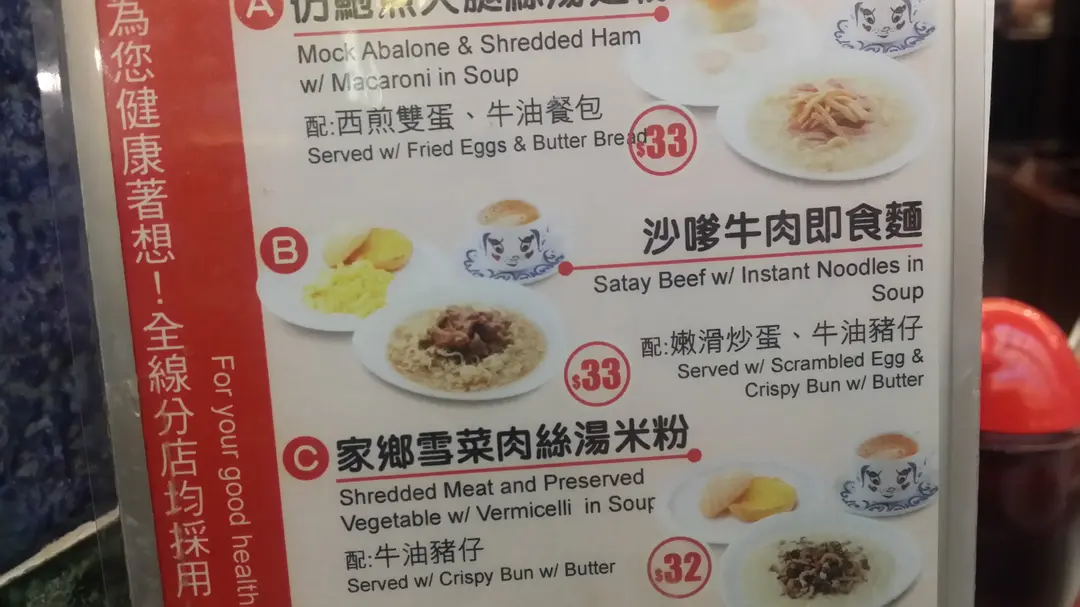 為您健康著想！全線分店均採用
For your good health
A
Mock Abalone & Shredded Ham
w/ Macaroni in Soup
配:西煎雙蛋、牛油餐包
Served w/ Fried Eggs & Butter Bread
$33
B
沙嗲牛肉即食麵
Satay Beef w/ Instant Noodles in
Soup
配:嫩滑炒蛋、牛油豬仔
Served w/ Scrambled Egg &
Crispy Bun w/ Butter
$33
C
家鄉雪菜肉絲湯米粉
Shredded Meat and Preserved
Vegetable w/ Vermicelli in Soup
配:牛油豬仔
Served w/ Crispy Bun w/ Butter
$32